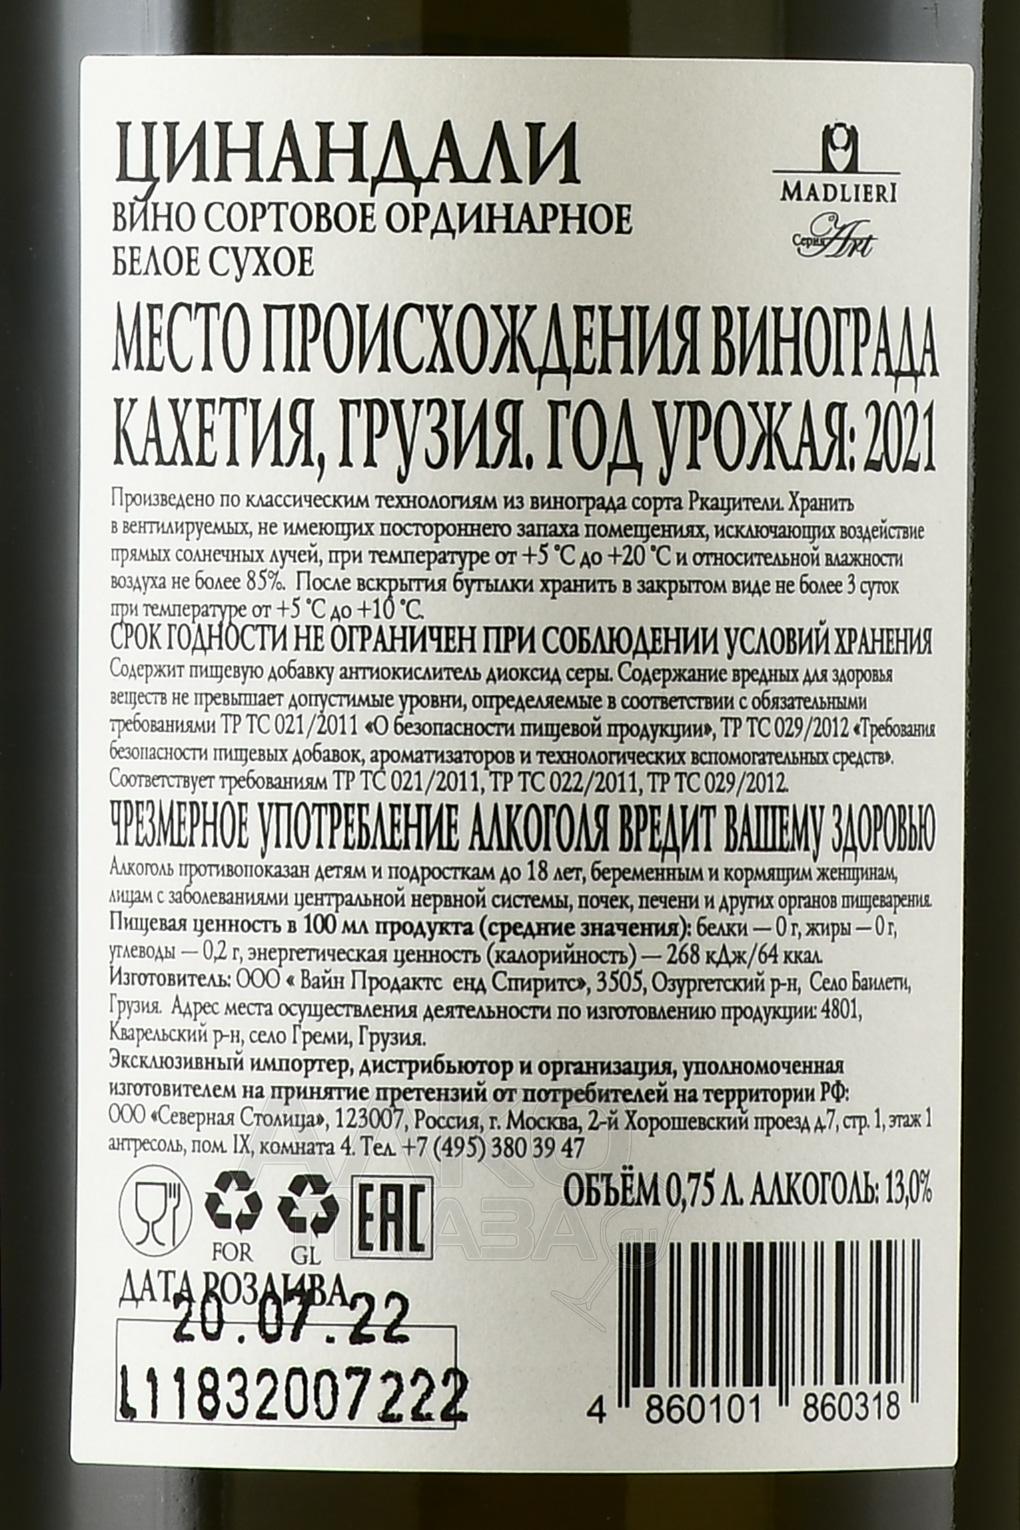 ЦИНАНДАЛИ
ВИНО СОРТОВОЕ ОРДИНАРНОЕ
БЕЛОЕ СУХОЕ
MADLIERI
Серия Art
МЕСТО ПРОИСХОЖДЕНИЯ ВИНОГРАДА
КАХЕТИЯ, ГРУЗИЯ. ГОД УРОЖАЯ: 2021
Произведено по классическим технологиям из винограда сорта Ркацители. Хранить
в вентилируемых, не имеющих постороннего запаха помещениях, исключающих воздействие
прямых солнечных лучей, при температуре от +5 °С до +20 °С и относительной влажности
воздуха не более 85%. После вскрытия бутылки хранить в закрытом виде не более 3 суток
при температуре от +5 °С до +10 °С.
СРОК ГОДНОСТИ НЕ ОГРАНИЧЕН ПРИ СОБЛЮДЕНИИ УСЛОВИЙ ХРАНЕНИЯ
Содержит пищевую добавку антиокислитель диоксид серы. Содержание вредных для здоровья
веществ не превышает допустимые уровни, определяемые в соответствии с обязательными
требованиями ТР ТС 021/2011 «О безопасности пищевой продукции», ТР ТС 029/2012 «Требования
безопасности пищевых добавок, ароматизаторов и технологических вспомогательных средств».
Соответствует требованиям ТР ТС 021/2011, ТР ТС 022/2011, ТР ТС 029/2012.
ЧРЕЗМЕРНОЕ УПОТРЕБЛЕНИЕ АЛКОГОЛЯ ВРЕДИТ ВАШЕМУ ЗДОРОВЬЮ
Алкоголь противопоказан детям и подросткам до 18 лет, беременным и кормящим женщинам,
лицам с заболеваниями центральной нервной системы, почек, печени и других органов пищеварения.
Пищевая ценность в 100 мл продукта (средние значения): белки — 0 г, жиры — 0 г,
углеводы — 0,2 г, энергетическая ценность (калорийность) — 268 кДж/64 ккал.
Изготовитель: ООО « Вайн Продактс енд Спиритс», 3505, Озургетский р-н, Село Баилети,
Грузия. Адрес места осуществления деятельности по изготовлению продукции: 4801,
Кварельский р-н, село Греми, Грузия.
Эксклюзивный импортер, дистрибьютор и организация, уполномоченная
изготовителем на принятие претензий от потребителей на территории РФ:
ООО «Северная Столица», 123007, Россия, г. Москва, 2-й Хорошевский проезд д.7, стр. 1, этаж 1
антресоль, пом. IX, комната 4. Тел. +7 (495) 380 39 47
ОБЪЁМ 0,75 Л. АЛКОГОЛЬ: 13,0%
FOR
GL
ЕАС
АЛКО
ПЛАЗА
ru
ДАТА РОЗЛИВА
20.07.22
L11832007222
4 860101 860318